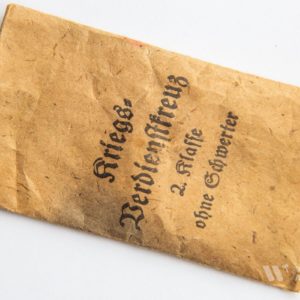 Kriegs-
Verdienstkreuz
2. Klasse
ohne Schwerter